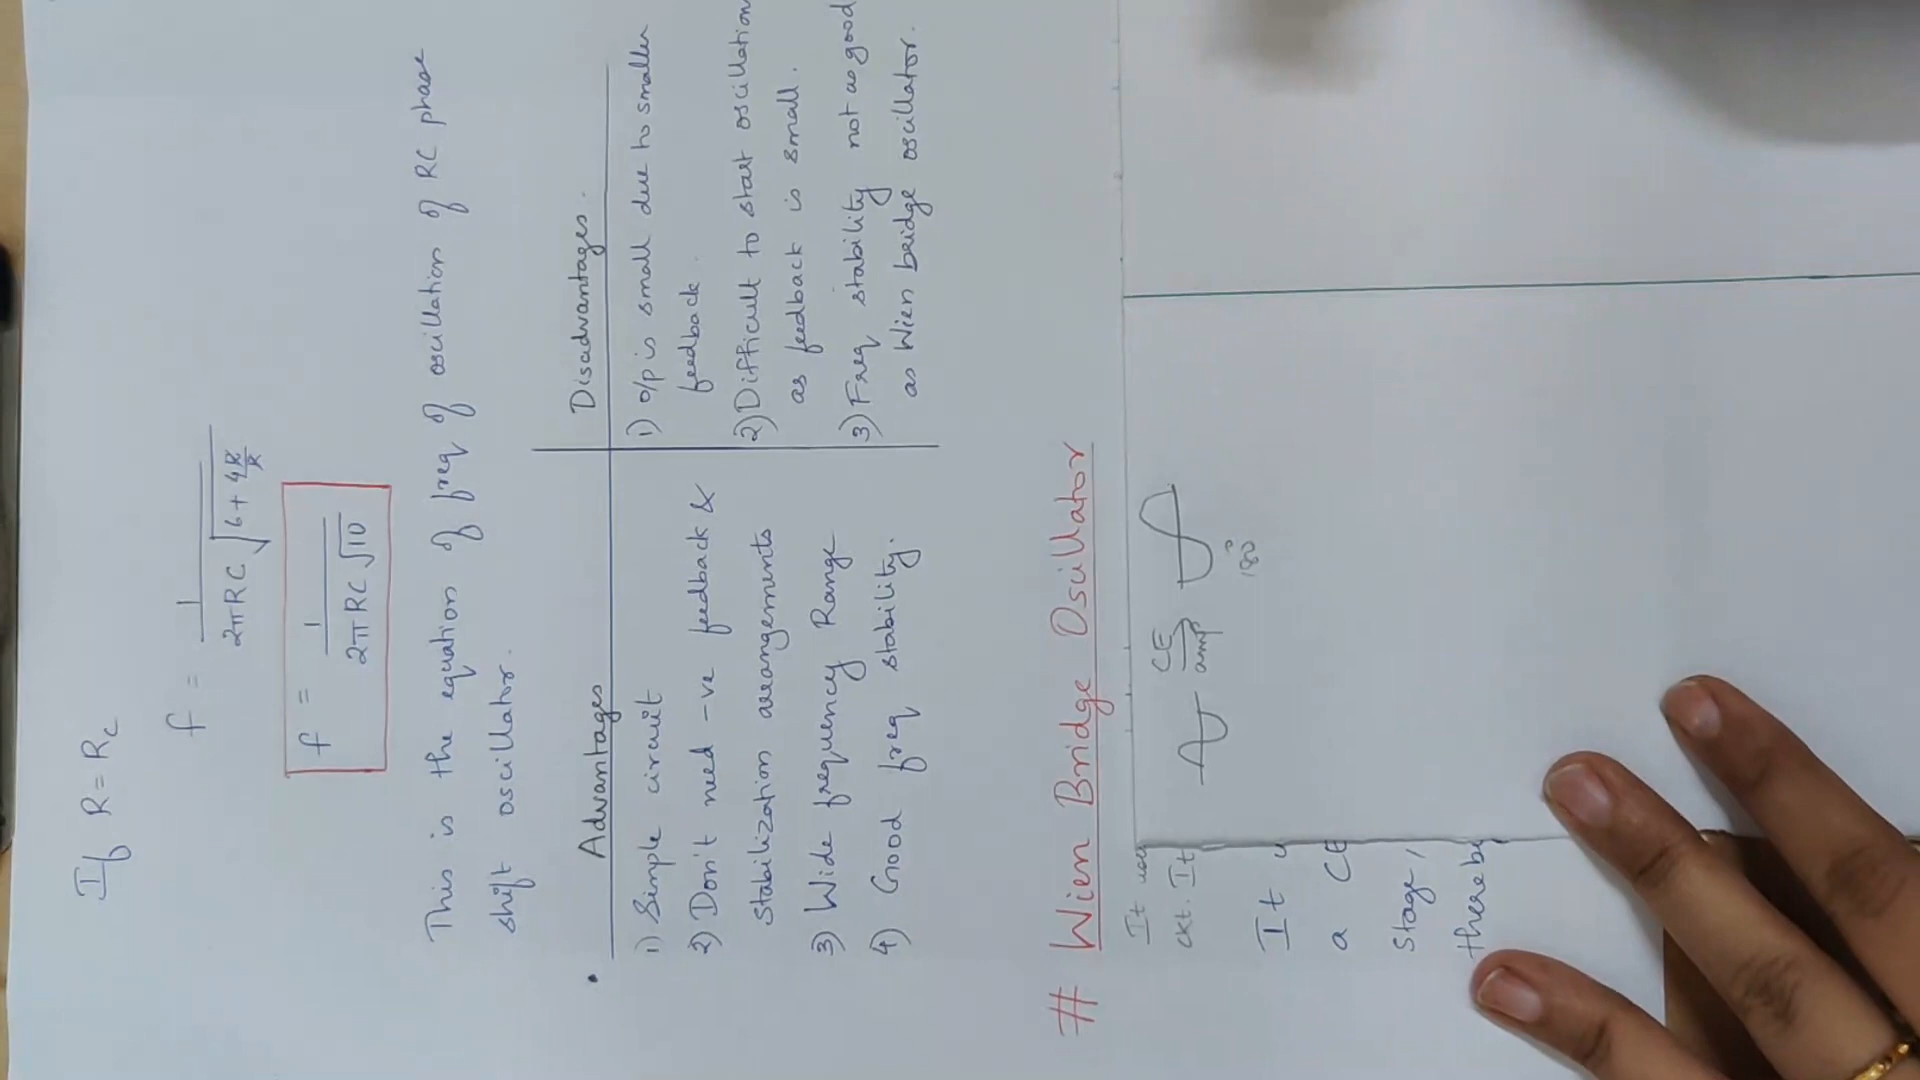 If R = Rc
f = 1 / 2πRC √6 + 4R/R
f = 1 / 2πRC √10
This is the equation of freq of oscillation of RC phase
shift oscillator.
Advantages
1) Simple circuit
2) Don't need -ve feedback &
stabilization arrangements
3) Wide frequency Range
4) Good freq stability.
Disadvantages.
1) o/p is small due to smaller
feedback.
2) Difficult to start oscillation
as feedback is small.
3) Freq stability not as good
as Wien bridge oscillator.
# Wien Bridge Oscillator
It
ckt. It
CE
amp
180°
It
a CE
stage,